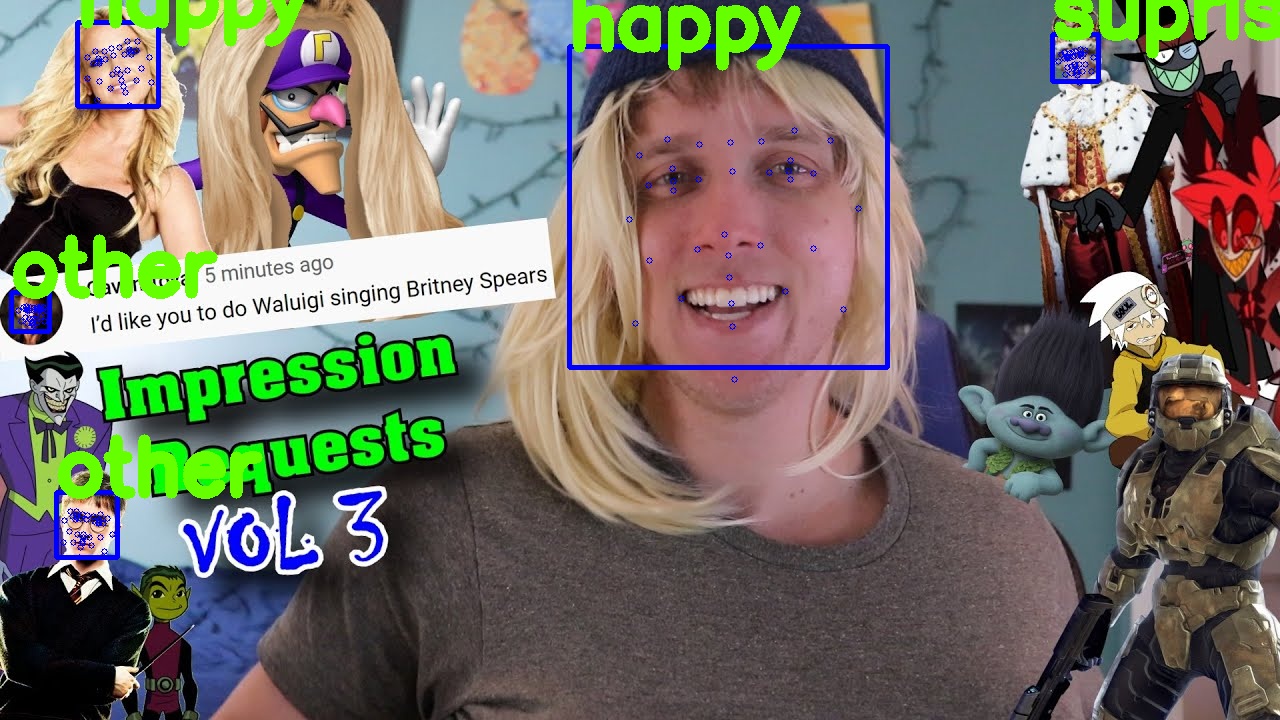 happy
happy
supris
other
5 minutes ago
I'd like you to do Waluigi singing Britney Spears
Impression
Requests
other
VOL 3